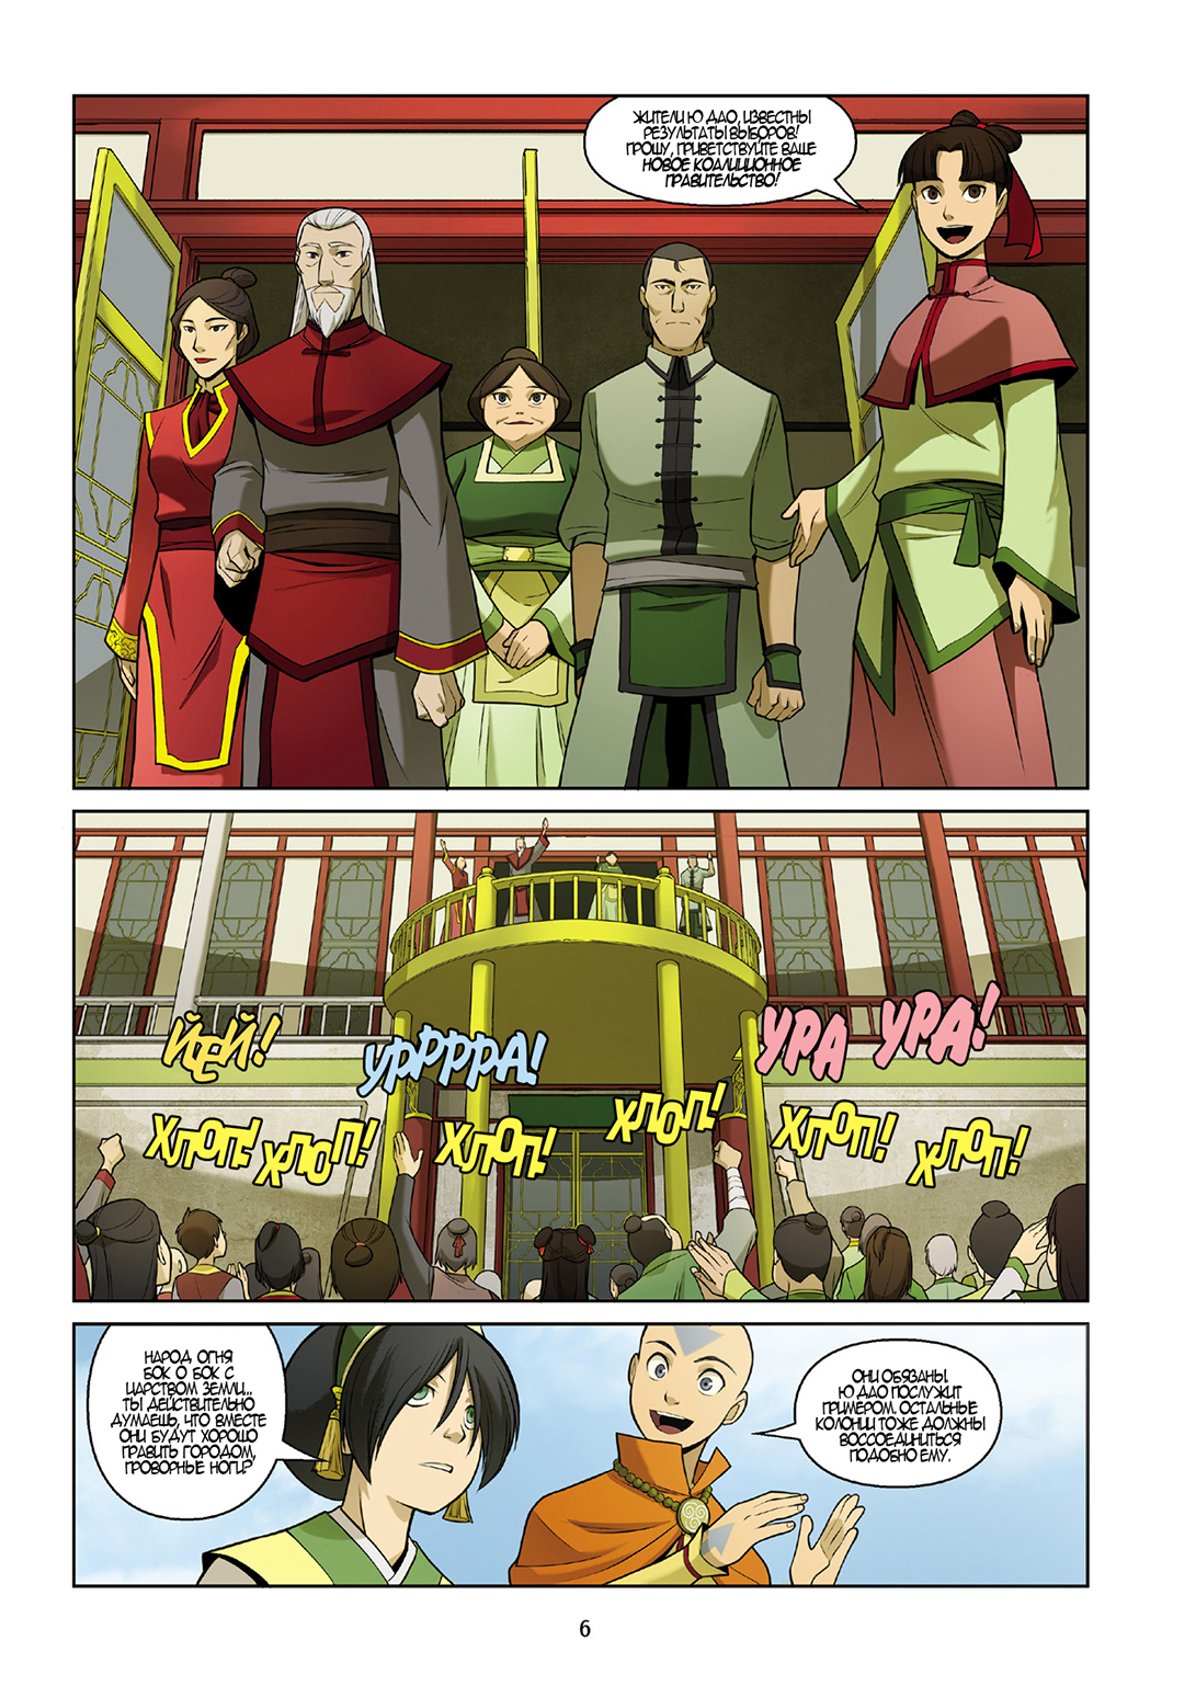 ЖИТЕЛИ Ю ДАО, ИЗВЕСТНЫ
РЕЗУЛЬТАТЫ ВЫБОРОВ!
ПРОШУ, ПРИВЕТСТВУЙТЕ ВАШЕ
НОВОЕ КОАЛИЦИОННОЕ
ПРАВИТЕЛЬСТВО!
ЙЕЙ!
УРРРРРА!
УРА УРА!
ХЛОП!
ХЛОП!
ХЛОП!
ХЛОП!
ХЛОП!
ХЛОП!
НАРОД ОГНЯ
БОК О БОК С
ЦАРСТВОМ ЗЕМЛИ...
ТЫ ДЕЙСТВИТЕЛЬНО
ДУМАЕШЬ, ЧТО ВМЕСТЕ
ОНИ БУДУТ ХОРОШО
ПРАВИТЬ ГОРОДОМ,
ПРОВОРНЫЕ НОГИ?
ОНИ ОБЯЗАНЫ.
Ю ДАО ПОСЛУЖИТ
ПРИМЕРОМ. ОСТАЛЬНЫЕ
КОЛОНИИ ТОЖЕ ДОЛЖНЫ
ВОССОЕДИНИТЬСЯ
ПОДОБНО ЕМУ.
6